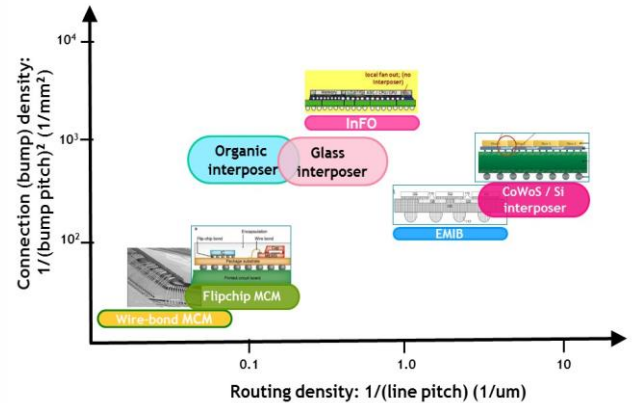 Connection (bump) density:
1/(bump pitch)² (1/mm²)
10⁴
10³
10²
local fan out; (no
interposer)
InFO
Organic
interposer
Glass
interposer
CoWoS / Si
interposer
EMIB
Encapsulation
Flip-chip bond
Wire bond
Package substrate
Printed circuit board
Flipchip MCM
Wire-bond MCM
0.1
1.0
10
Routing density: 1/(line pitch) (1/um)